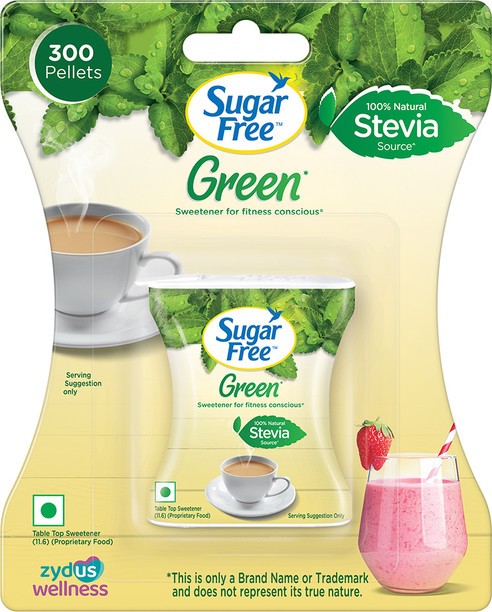 300
Pellets
Sugar
Free™
100% Natural
Stevia
Source*
Green*
Sweetener for fitness conscious*
Sugar
Free™
Green*
Sweetener for fitness conscious*
100% Natural
Stevia
Source*
Serving
Suggestion
only
Table Top Sweetener
(11.6) (Proprietary Food)
Serving Suggestion Only
Table Top Sweetener
(11.6) (Proprietary Food)
zydus
wellness
*This is only a Brand Name or Trademark
and does not represent its true nature.